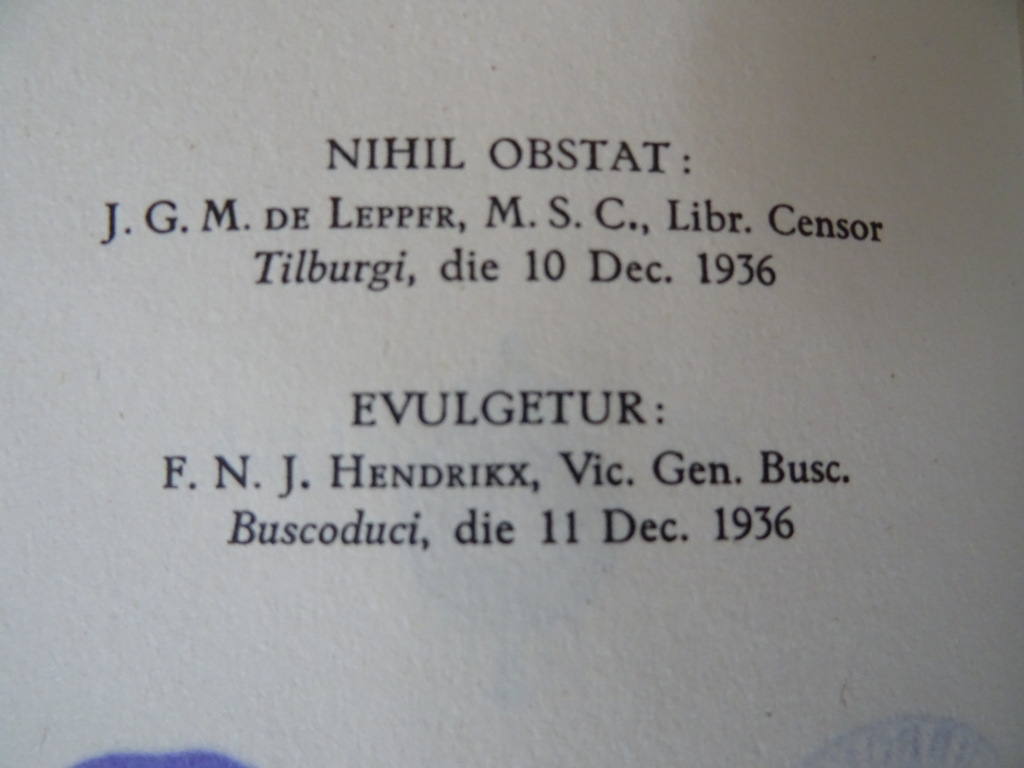 NIHIL OBSTAT:
J. G. M. DE LEPPER, M. S. C., Libr. Censor
Tilburgi, die 10 Dec. 1936
EVULGETUR:
F. N. J. HENDRIKX, Vic. Gen. Busc.
Buscoduci, die 11 Dec. 1936